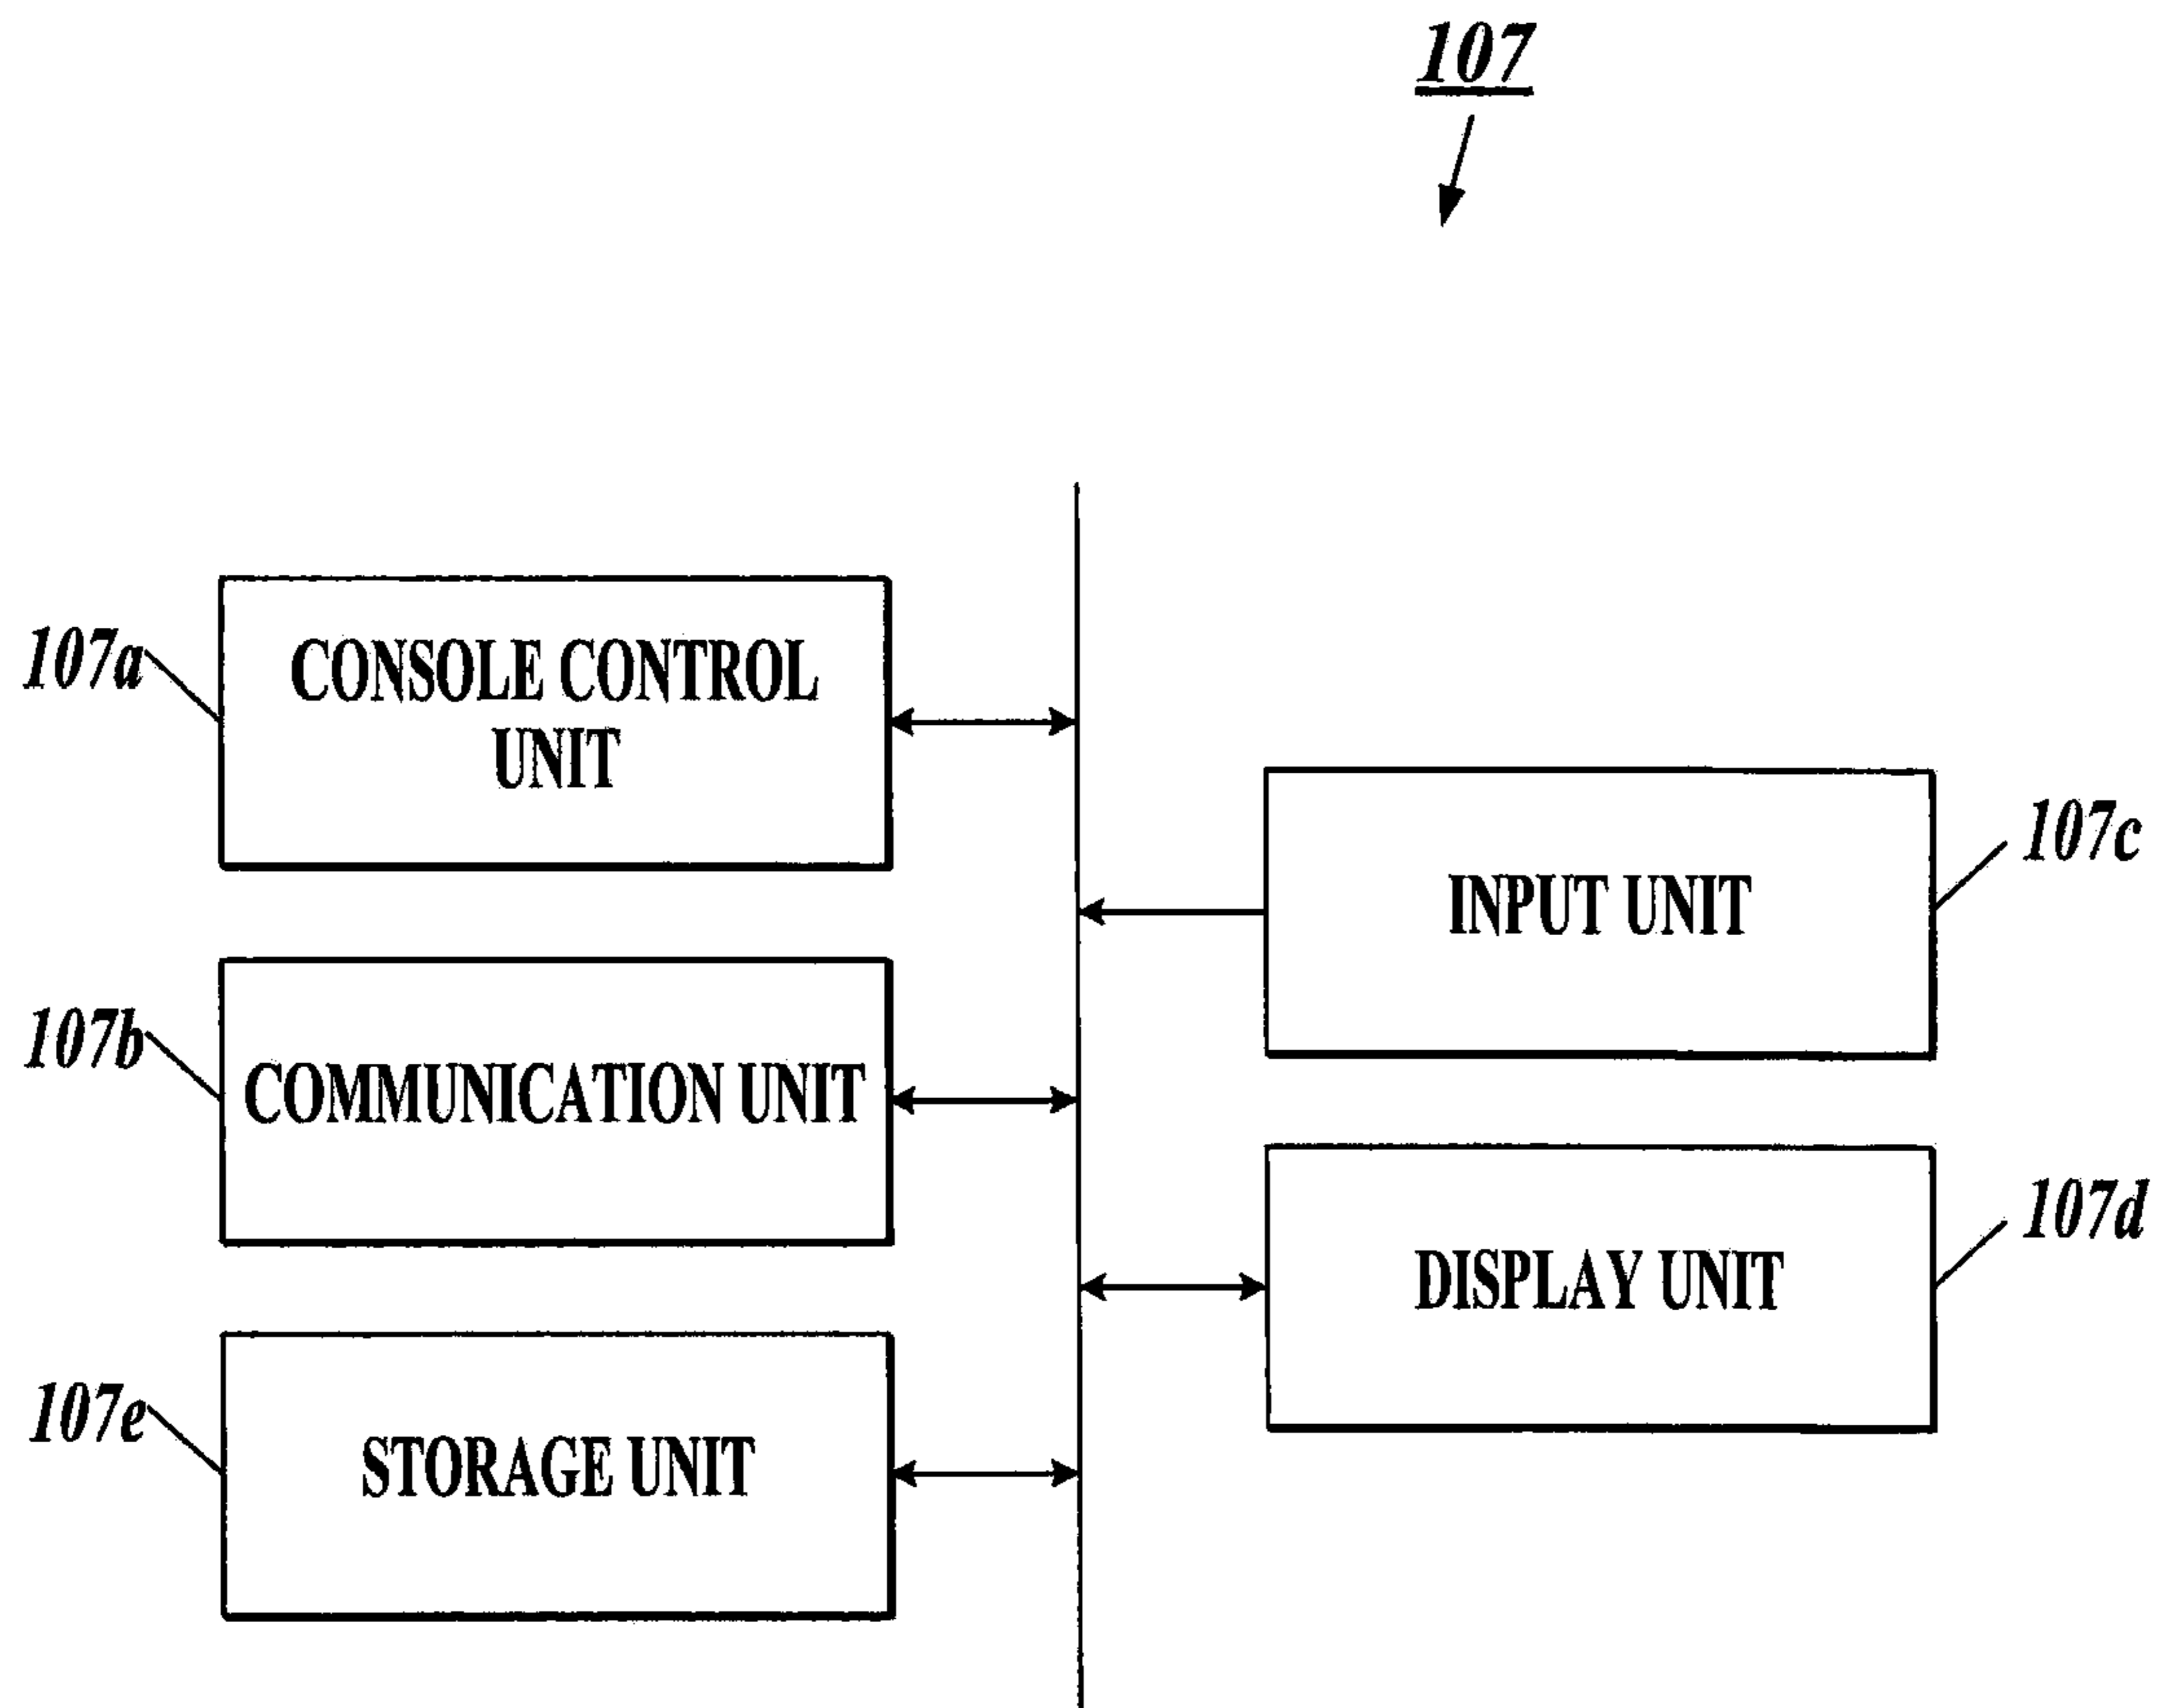 107
107a
CONSOLE CONTROL
UNIT
107c
INPUT UNIT
107b
COMMUNICATION UNIT
107d
DISPLAY UNIT
107e
STORAGE UNIT